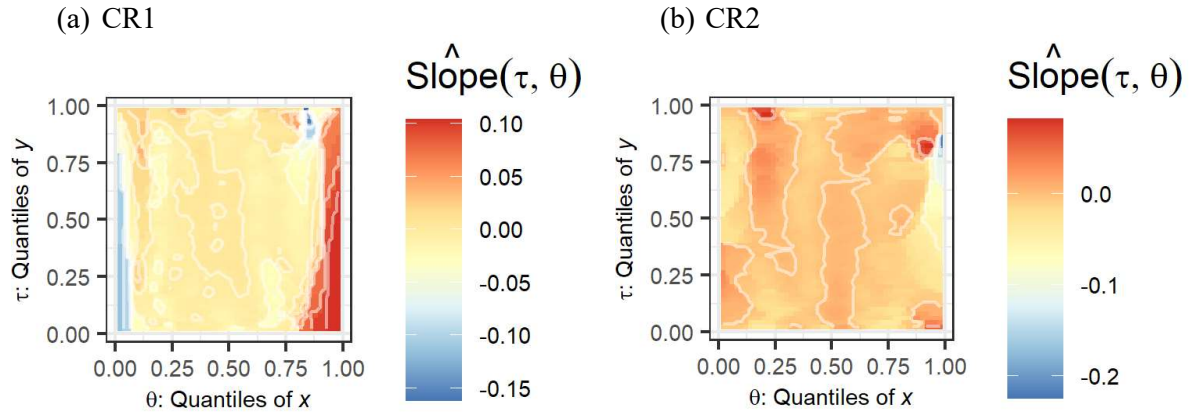 (a) CR1
Slôpe(τ, θ)
τ: Quantiles of y
1.00
0.75
0.50
0.25
0.00
0.00 0.25 0.50 0.75 1.00
θ: Quantiles of x
0.10
0.05
0.00
-0.05
-0.10
-0.15
(b) CR2
Slôpe(τ, θ)
τ: Quantiles of y
1.00
0.75
0.50
0.25
0.00
0.00 0.25 0.50 0.75 1.00
θ: Quantiles of x
0.0
-0.1
-0.2